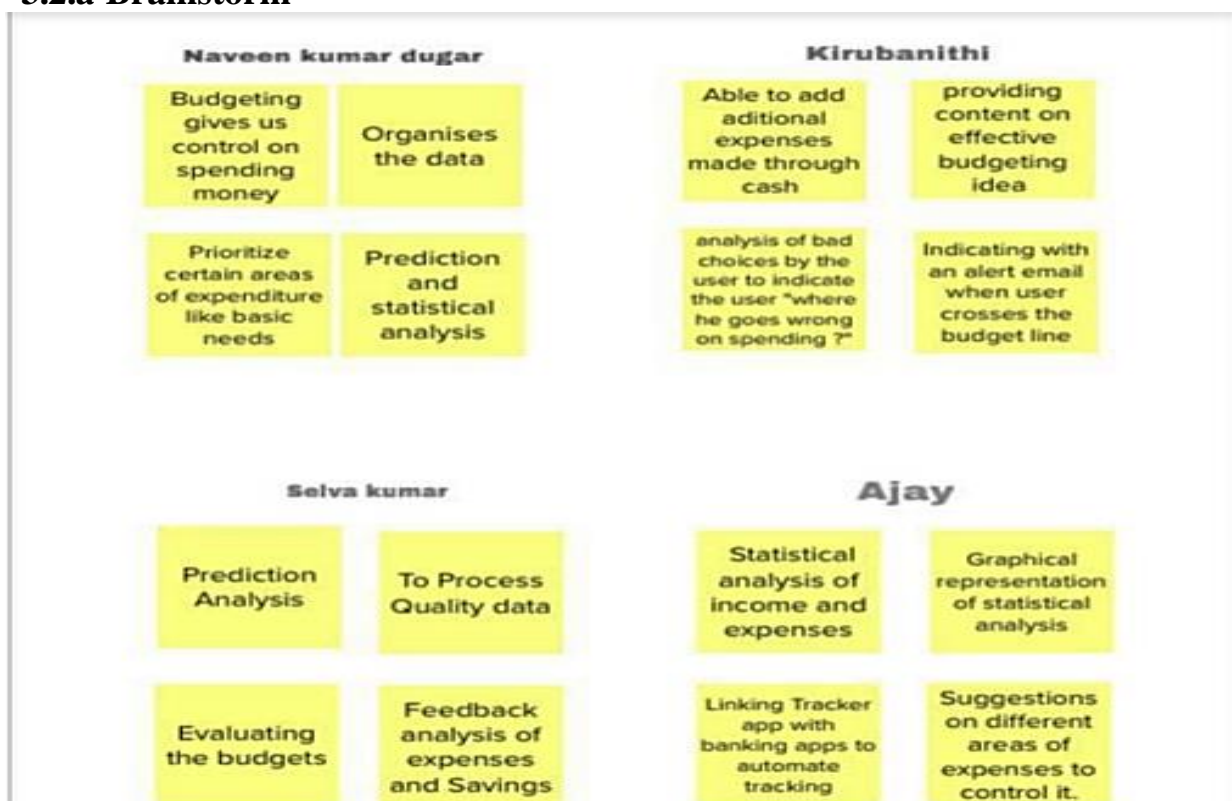 3.2.a Brainstorm
Naveen kumar dugar
Budgeting
gives us
control on
spending
money
Organises
the data
Prioritize
certain areas
of expenditure
like basic
needs
Prediction
and
statistical
analysis
Kirubanithi
Able to add
aditional
expenses
made through
cash
providing
content on
effective
budgeting
idea
analysis of bad
choices by the
user to indicate
the user "where
he goes wrong
on spending ?"
Indicating with
an alert email
when user
crosses the
budget line
Selva kumar
Prediction
Analysis
To Process
Quality data
Evaluating
the budgets
Feedback
analysis of
expenses
and Savings
Ajay
Statistical
analysis of
income and
expenses
Graphical
representation
of statistical
analysis
Linking Tracker
app with
banking apps to
automate
tracking
Suggestions
on different
areas of
expenses to
control it.